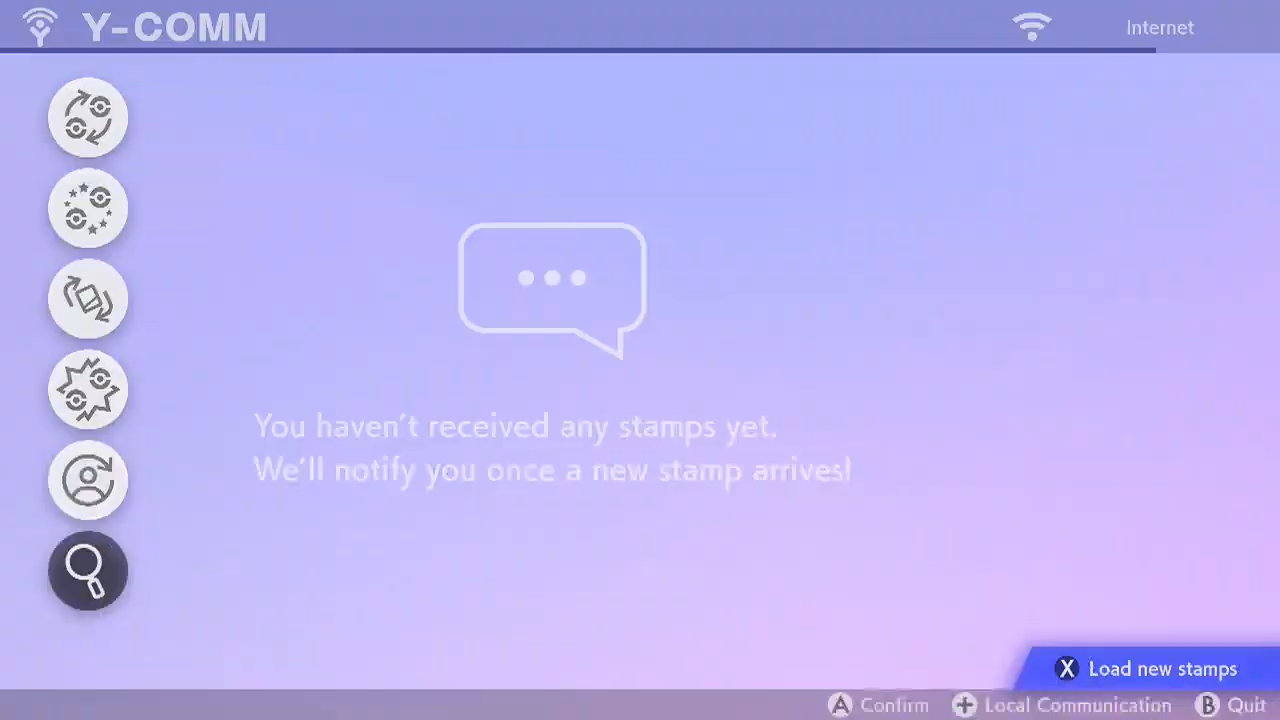 Y-COMM
Internet
You haven't received any stamps yet.
We'll notify you once a new stamp arrives!
X Load new stamps
A Confirm + Local Communication B Quit